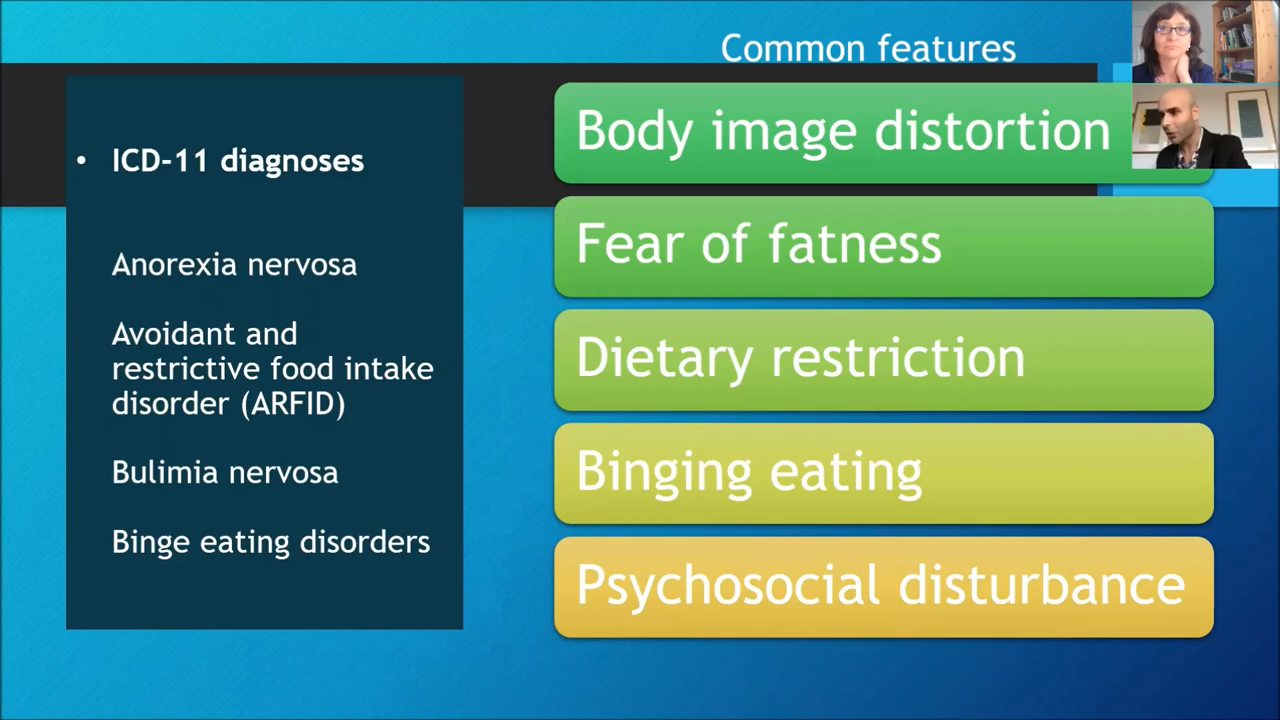 Common features
• ICD-11 diagnoses
Anorexia nervosa
Avoidant and
restrictive food intake
disorder (ARFID)
Bulimia nervosa
Binge eating disorders
Body image distortion
Fear of fatness
Dietary restriction
Binging eating
Psychosocial disturbance